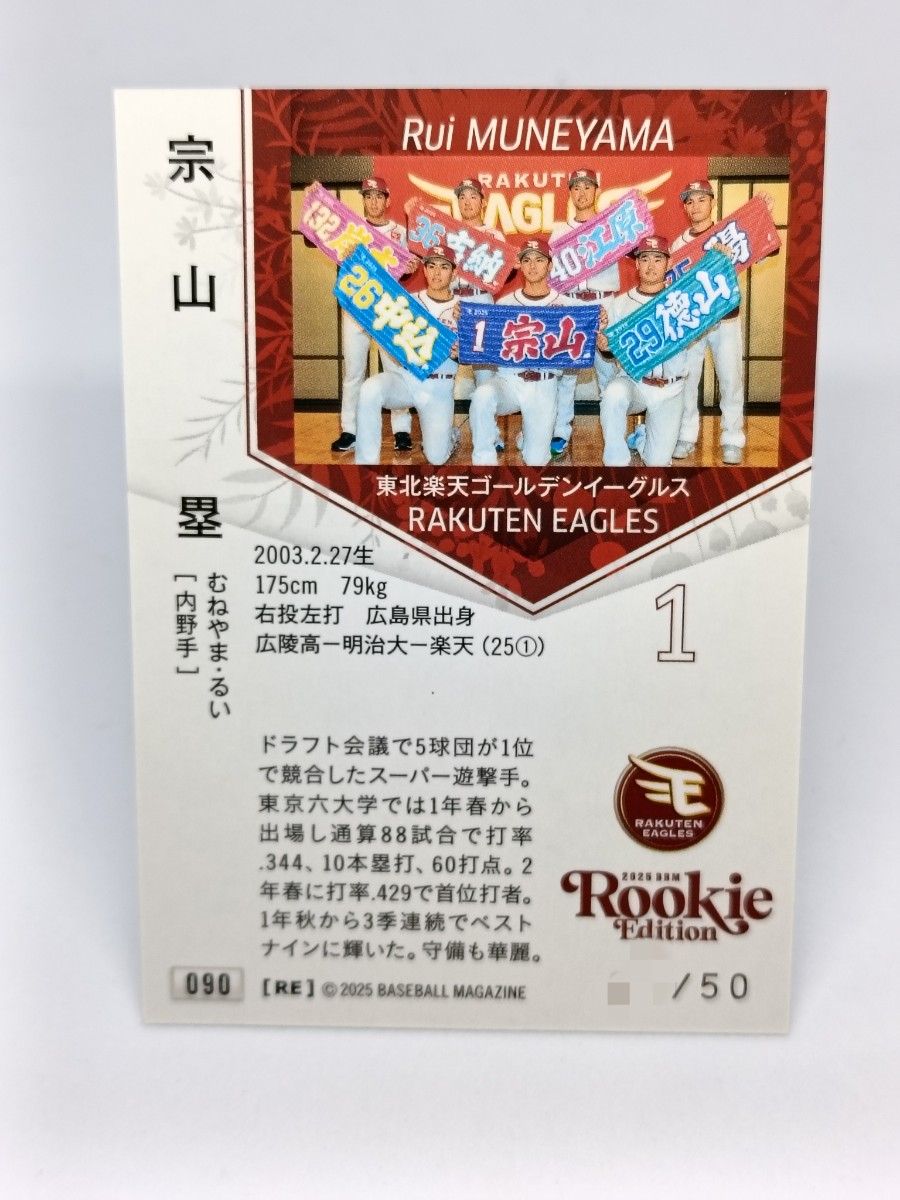 宗山 塁
むねやま・るい
[内野手]
Rui MUNEYAMA
RAKUTEN
EAGLES
132
36 古納
40 江原
26 中込
1 宗山
29 徳山
東北楽天ゴールデンイーグルス
RAKUTEN EAGLES
2003.2.27生
175cm 79kg
右投左打 広島県出身
広陵高ー明治大ー楽天(25①)
1
ドラフト会議で5球団が1位
で競合したスーパー遊撃手。
東京六大学では1年春から
出場し通算88試合で打率
.344、10本塁打、60打点。2
年春に打率.429で首位打者。
1年秋から3季連続でベスト
ナインに輝いた。守備も華麗。
RAKUTEN
EAGLES
2025 BBM
Rookie
Edition
/50
090 [RE] ©2025 BASEBALL MAGAZINE